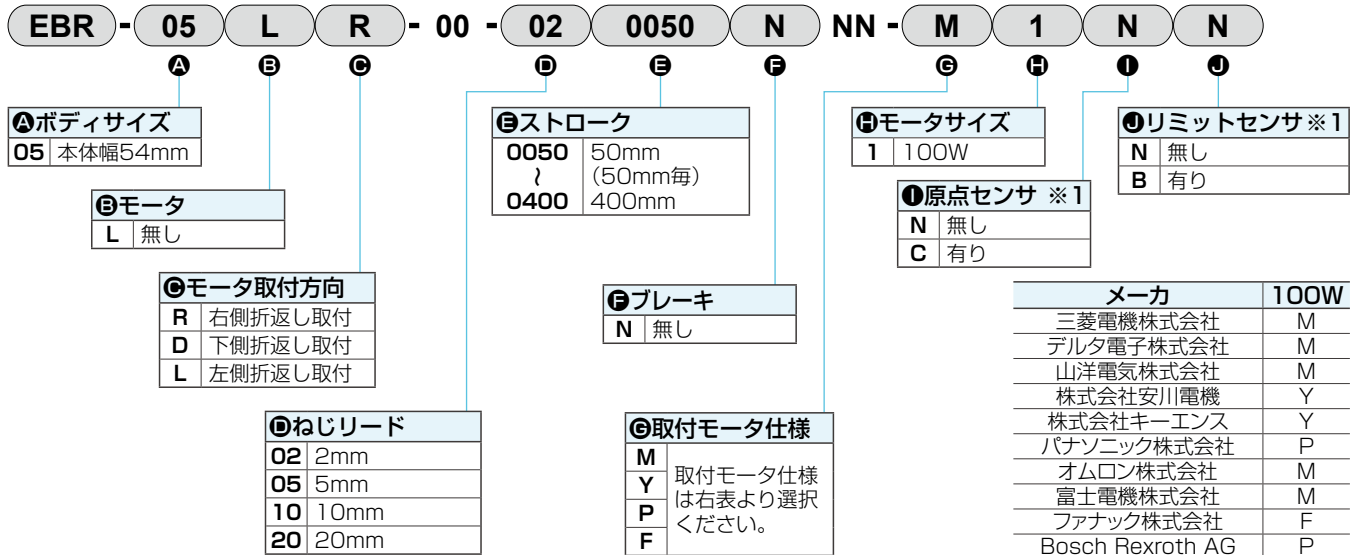 EBR - 05 L R - 00 - 02 0050 N NN - M 1 N N
Ⓐ Ⓑ Ⓒ Ⓓ Ⓔ Ⓕ Ⓖ Ⓗ Ⓘ Ⓙ
Ⓐボディサイズ
05 本体幅54mm
Ⓑモータ
L 無し
Ⓒモータ取付方向
R 右側折返し取付
D 下側折返し取付
L 左側折返し取付
Ⓓねじリード
02 2mm
05 5mm
10 10mm
20 20mm
Ⓔストローク
0050 50mm
〜 (50mm毎)
0400 400mm
Ⓕブレーキ
N 無し
Ⓖ取付モータ仕様
M
Y
P
F
取付モータ仕様
は右表より選択
ください。
Ⓗモータサイズ
1 100W
Ⓘ原点センサ ※1
N 無し
C 有り
Ⓙリミットセンサ※1
N 無し
B 有り
メーカ 100W
三菱電機株式会社 M
デルタ電子株式会社 M
山洋電気株式会社 M
株式会社安川電機 Y
株式会社キーエンス Y
パナソニック株式会社 P
オムロン株式会社 M
富士電機株式会社 M
ファナック株式会社 F
Bosch Rexroth AG P